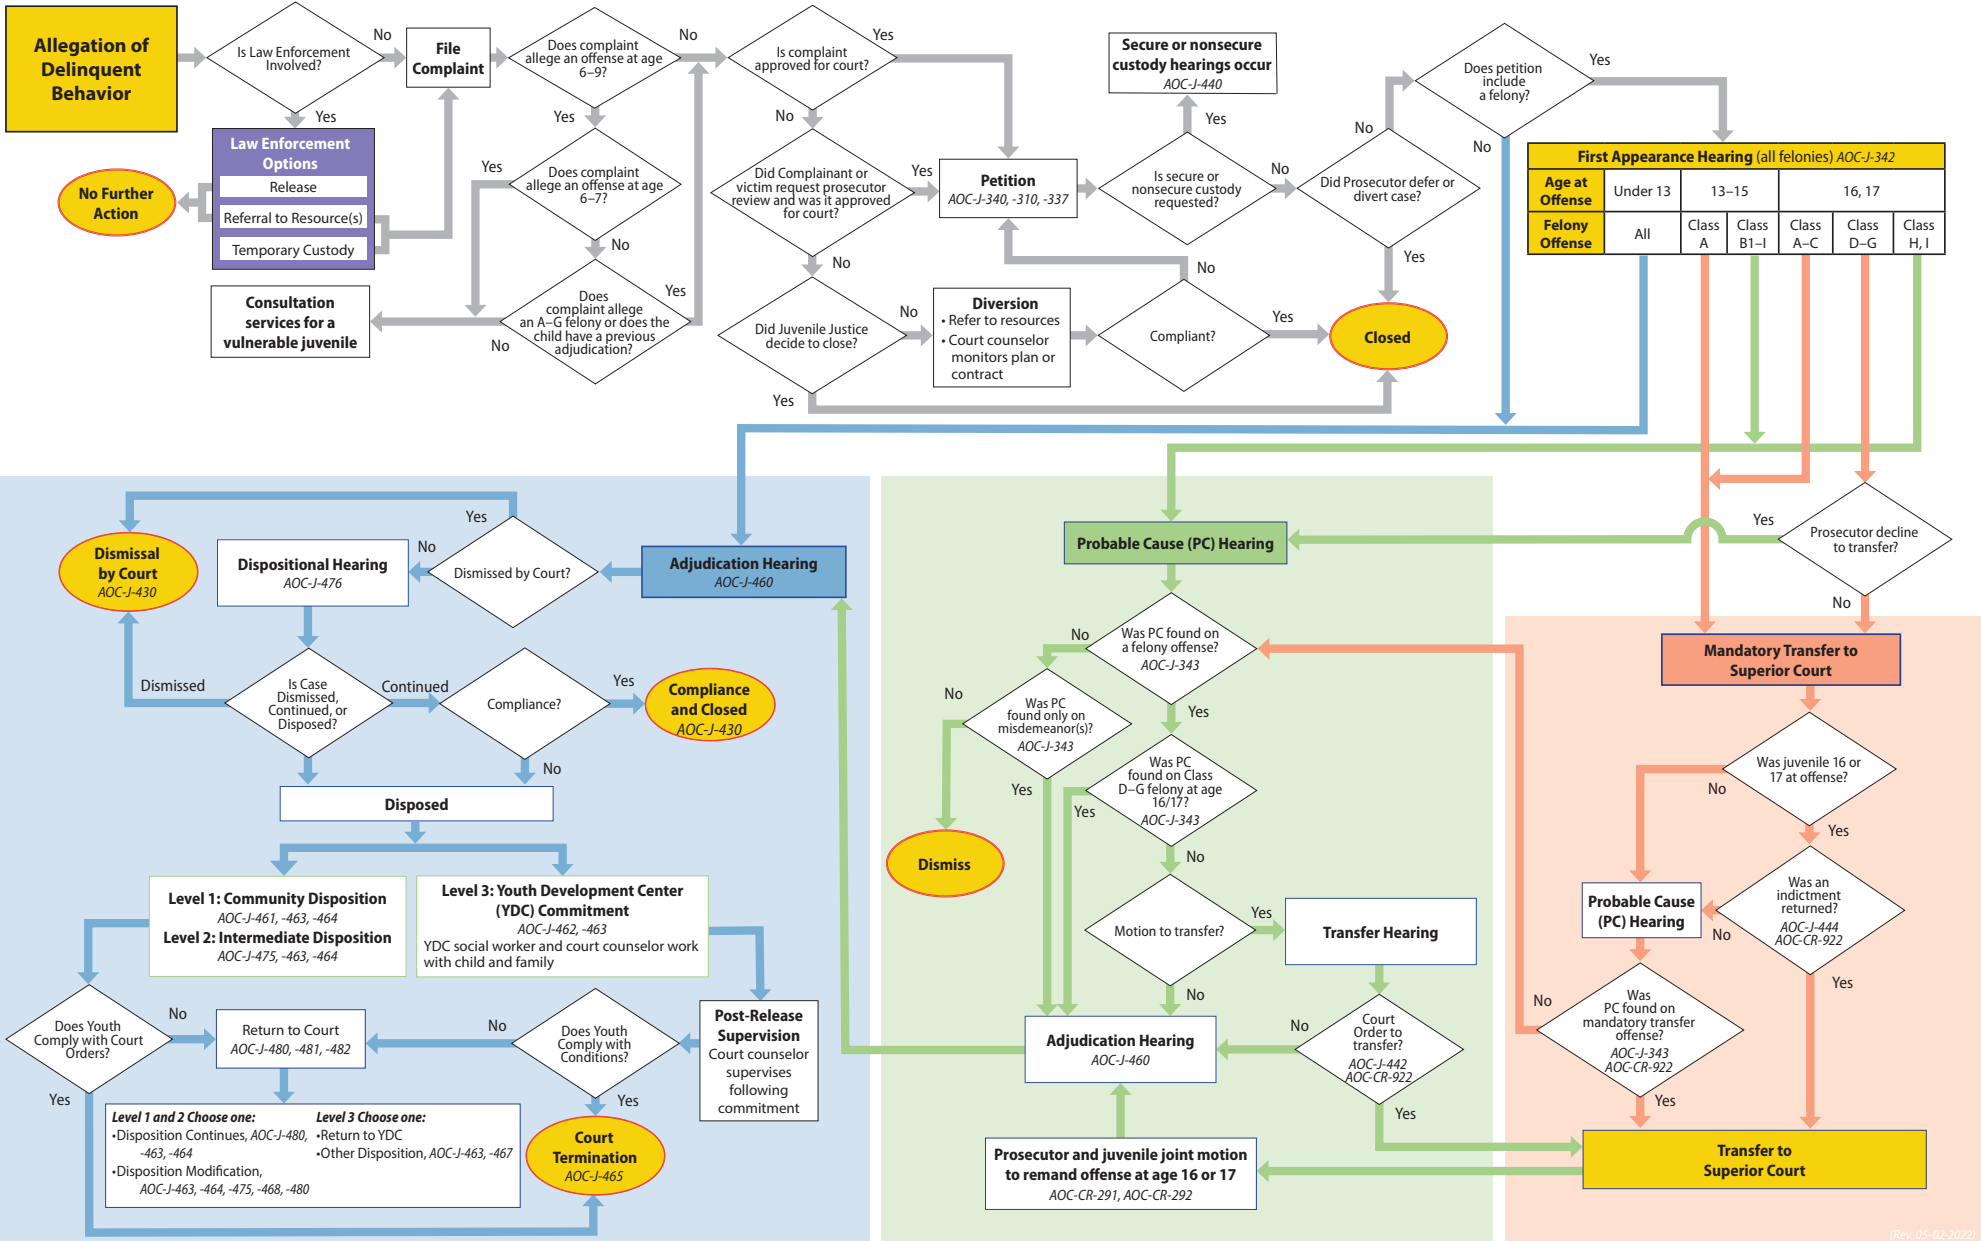 Allegation of
Delinquent
Behavior
Is Law Enforcement
Involved?
No
Yes
File
Complaint
Does complaint
allege an offense at age
6–9?
No
Yes
Is complaint
approved for court?
Yes
No
Secure or nonsecure
custody hearings occur
AOC-J-440
Yes
Does petition
include
a felony?
Yes
No
No
Law Enforcement
Options
Release
Referral to Resource(s)
Temporary Custody
No Further
Action
Does complaint
allege an offense at age
6–7?
Yes
No
Did Complainant or
victim request prosecutor
review and was it approved
for court?
Yes
No
Petition
AOC-J-340, -310, -337
Is secure or
nonsecure custody
requested?
No
Did Prosecutor defer or
divert case?
Yes
First Appearance Hearing (all felonies) AOC-J-342
Age at
Offense
Under 13
13–15
16, 17
Felony
Offense
All
Class
A
Class
B1–I
Class
A–C
Class
D–G
Class
H, I
Consultation
services for a
vulnerable juvenile
Does
complaint allege
an A–G felony or does the
child have a previous
adjudication?
Yes
No
Did Juvenile Justice
decide to close?
No
Yes
Diversion
• Refer to resources
• Court counselor
monitors plan or
contract
Compliant?
No
Yes
Closed
Yes
Dismissal
by Court
AOC-J-430
No
Dispositional Hearing
AOC-J-476
Dismissed by Court?
Adjudication Hearing
AOC-J-460
Dismissed
Is Case
Dismissed,
Continued, or
Disposed?
Continued
Compliance?
Yes
No
Compliance
and Closed
AOC-J-430
Disposed
Level 1: Community Disposition
AOC-J-461, -463, -464
Level 2: Intermediate Disposition
AOC-J-475, -463, -464
Level 3: Youth Development Center
(YDC) Commitment
AOC-J-462, -463
YDC social worker and court counselor work
with child and family
Does Youth
Comply with Court
Orders?
No
Yes
Return to Court
AOC-J-480, -481, -482
No
Does Youth
Comply with
Conditions?
Yes
Post-Release
Supervision
Court counselor
supervises
following
commitment
Level 1 and 2 Choose one:
•Disposition Continues, AOC-J-480,
-463, -464
•Disposition Modification,
AOC-J-463, -464, -475, -468, -480
Level 3 Choose one:
•Return to YDC
•Other Disposition, AOC-J-463, -467
Court
Termination
AOC-J-465
Probable Cause (PC) Hearing
Was PC found on
a felony offense?
AOC-J-343
No
Yes
Was PC
found only on
misdemeanor(s)?
AOC-J-343
No
Yes
Was PC
found on Class
D–G felony at age
16/17?
AOC-J-343
Yes
No
Dismiss
Motion to transfer?
Yes
No
Transfer Hearing
Adjudication Hearing
AOC-J-460
No
Court
Order to
transfer?
AOC-J-442
AOC-CR-922
Yes
Prosecutor and juvenile joint motion
to remand offense at age 16 or 17
AOC-CR-291, AOC-CR-292
Yes
Prosecutor decline
to transfer?
No
Mandatory Transfer to
Superior Court
Was juvenile 16 or
17 at offense?
No
Yes
Probable Cause
(PC) Hearing
No
Was an
indictment
returned?
AOC-J-444
AOC-CR-922
Yes
No
Was
PC found on
mandatory transfer
offense?
AOC-J-343
AOC-CR-922
Yes
Transfer to
Superior Court
(Rev. 05-02-2022)